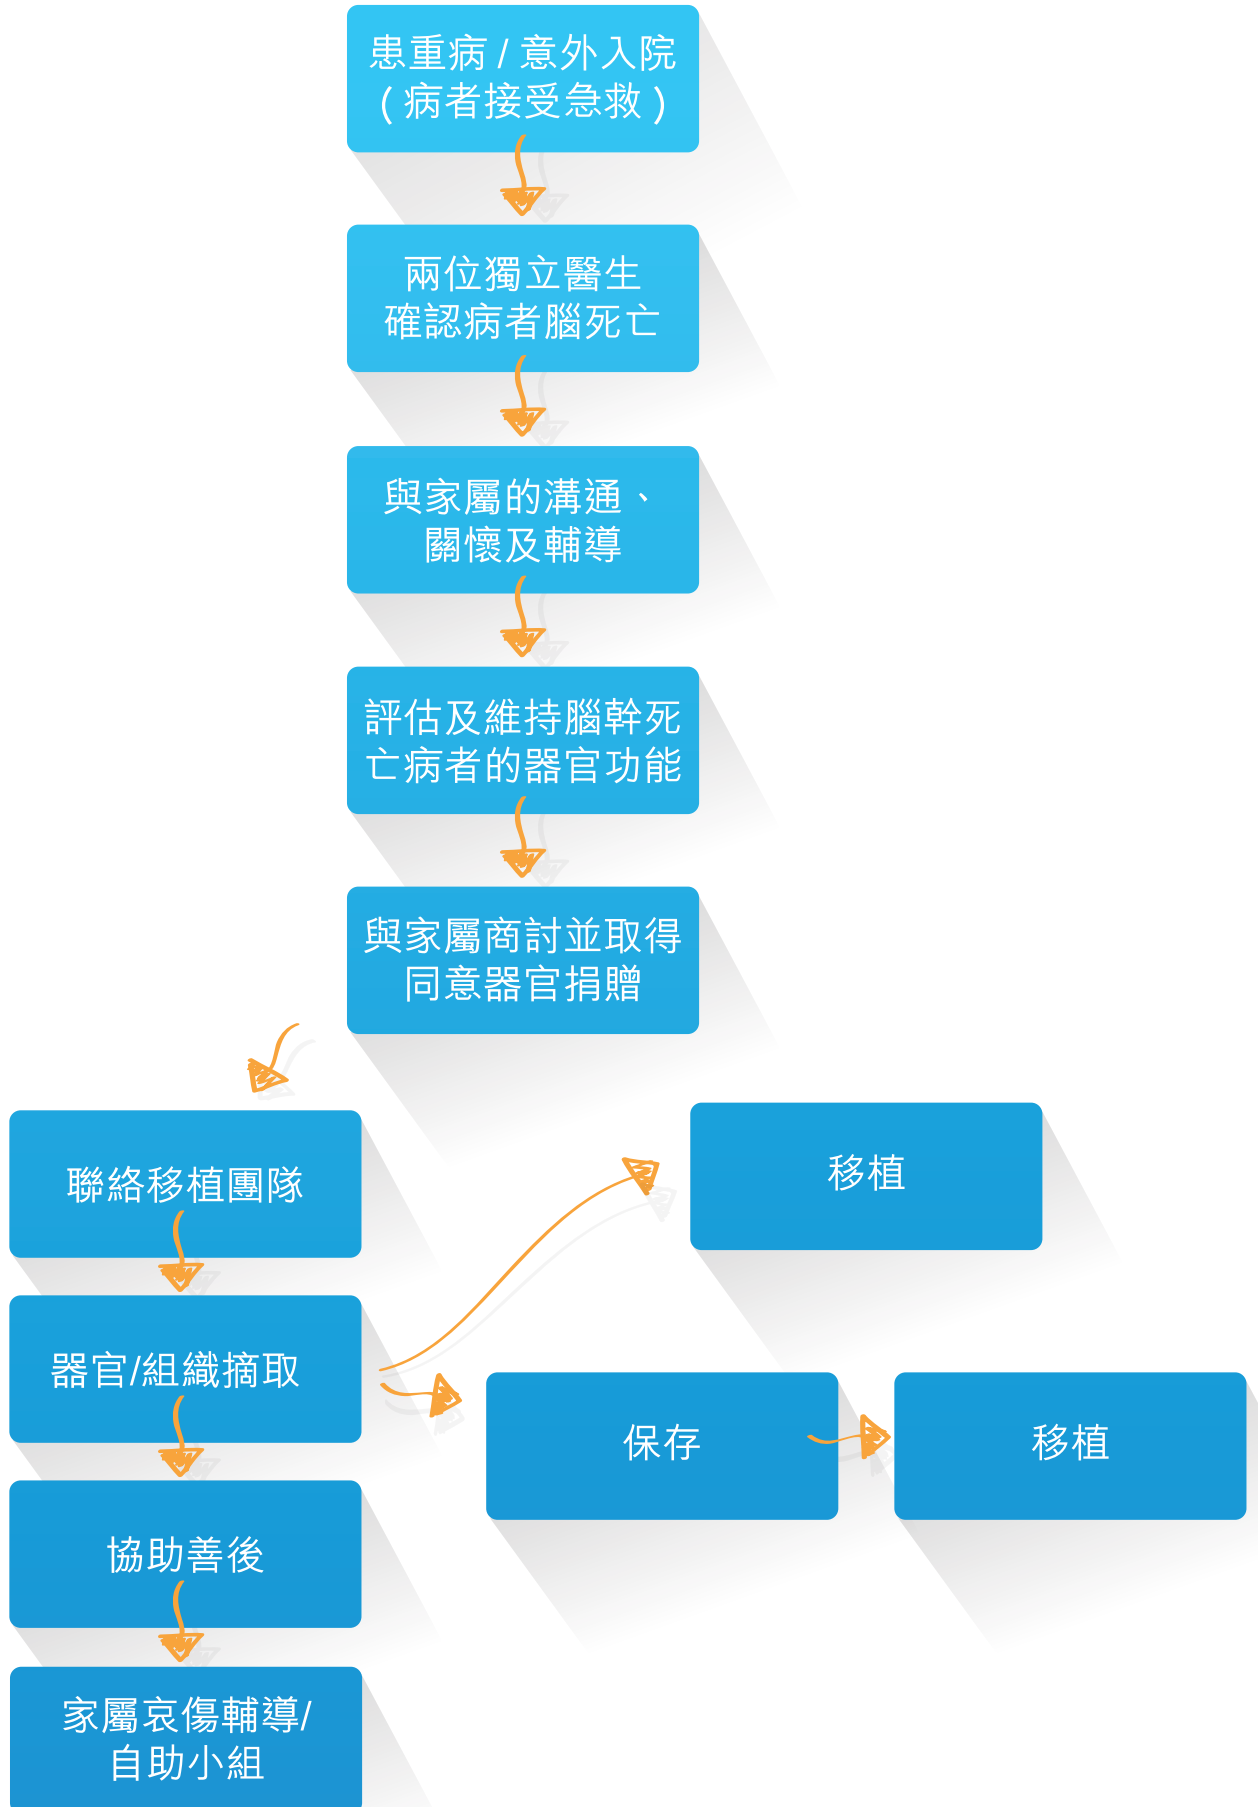 患重病 / 意外入院
( 病者接受急救 )
兩位獨立醫生
確認病者腦死亡
與家屬的溝通、
關懷及輔導
評估及維持腦幹死
亡病者的器官功能
與家屬商討並取得
同意器官捐贈
聯絡移植團隊
移植
器官/組織摘取
保存
移植
協助善後
家屬哀傷輔導/
自助小組